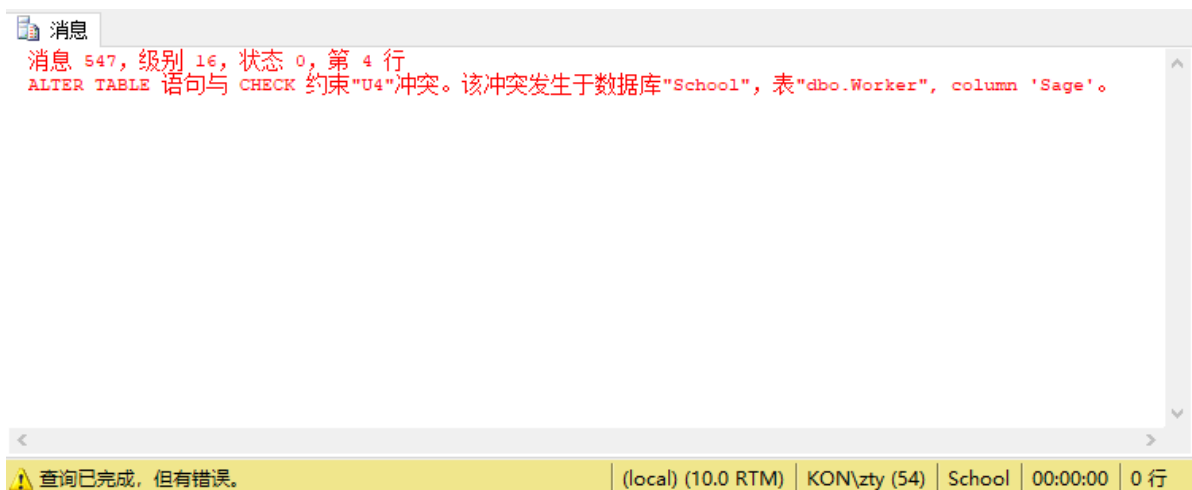 消息
消息 547，级别 16，状态 0，第 4 行
ALTER TABLE 语句与 CHECK 约束"U4"冲突。该冲突发生于数据库"School"，表"dbo.Worker", column 'Sage'。
查询已完成，但有错误。 (local) (10.0 RTM) KON\zty (54) School 00:00:00 0 行